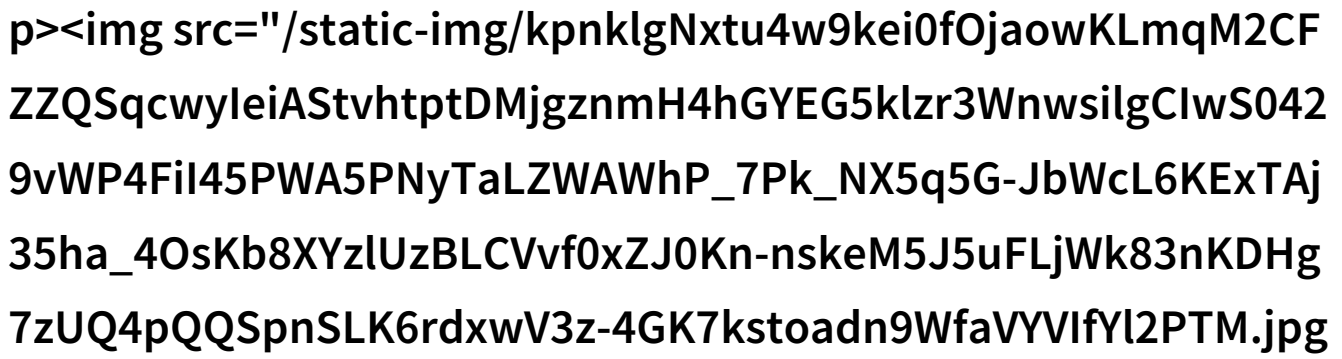 p><img src="/static-img/kpnklgNxtu4w9kei0fOjaowKLmqM2CF
ZZQSqcwyIeiAStvhtptDMjgznmH4hGYEG5klzr3WnwsilgCIwS042
9vWP4FiI45PWA5PNyTaLZWAWhP_7Pk_NX5q5G-JbWcL6KExTAj
35ha_4OsKb8XYzlUzBLCVvf0xZJ0Kn-nskeM5J5uFLjWk83nKDHg
7zUQ4pQQSpnSLK6rdxwV3z-4GK7kstoadn9WfaVYVIfYl2PTM.jpg